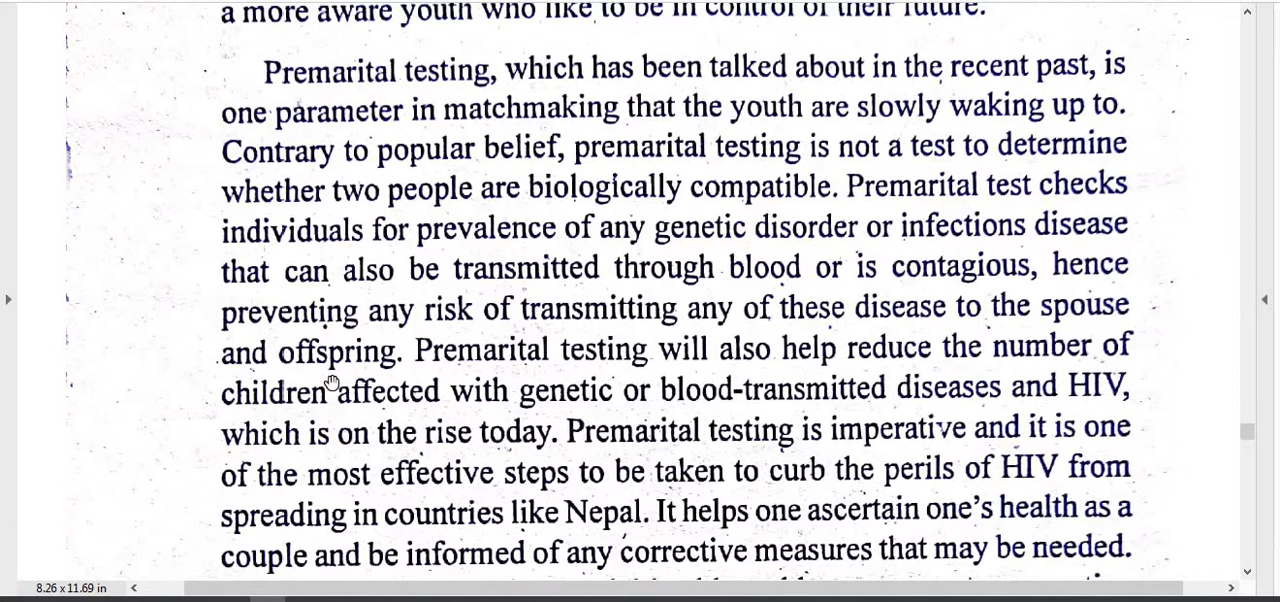 a more aware youth who like to be in control of their future.
Premarital testing, which has been talked about in the recent past, is
one parameter in matchmaking that the youth are slowly waking up to.
Contrary to popular belief, premarital testing is not a test to determine
whether two people are biologically compatible. Premarital test checks
individuals for prevalence of any genetic disorder or infections disease
that can also be transmitted through blood or is contagious, hence
preventing any risk of transmitting any of these disease to the spouse
and offspring. Premarital testing will also help reduce the number of
children affected with genetic or blood-transmitted diseases and HIV,
which is on the rise today. Premarital testing is imperative and it is one
of the most effective steps to be taken to curb the perils of HIV from
spreading in countries like Nepal. It helps one ascertain one's health as a
couple and be informed of any corrective measures that may be needed.
8.26 x 11.69 in